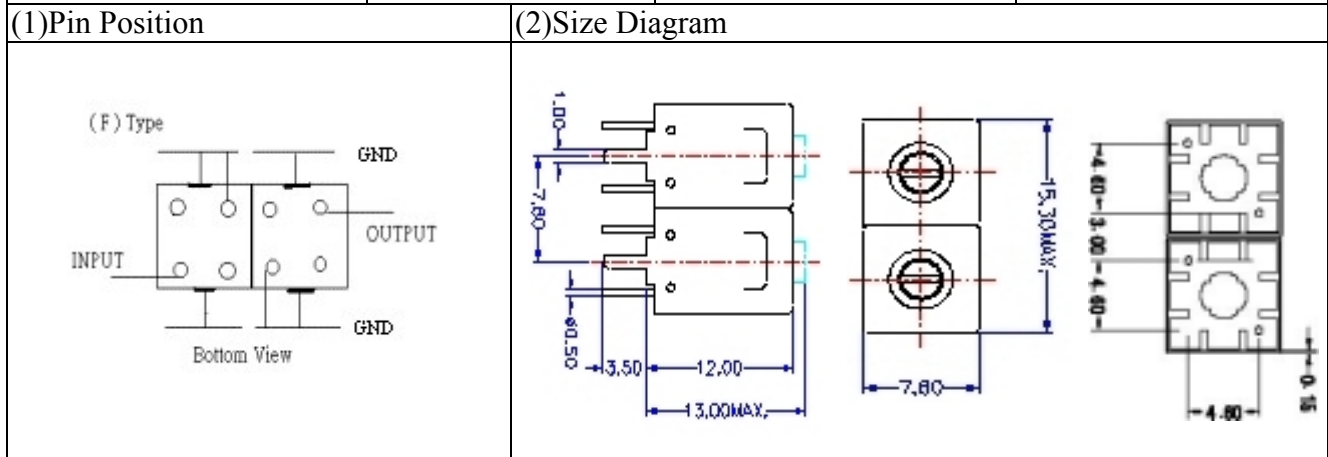 (1)Pin Position
(2)Size Diagram
(F) Type
GND
OUTPUT
INPUT
GND
Bottom View
1.00
7.60
ø0.50
3.50
12.00
13.00MAX.
15.30MAX.
7.60
4.60
3.00
4.60
4.60
0.15